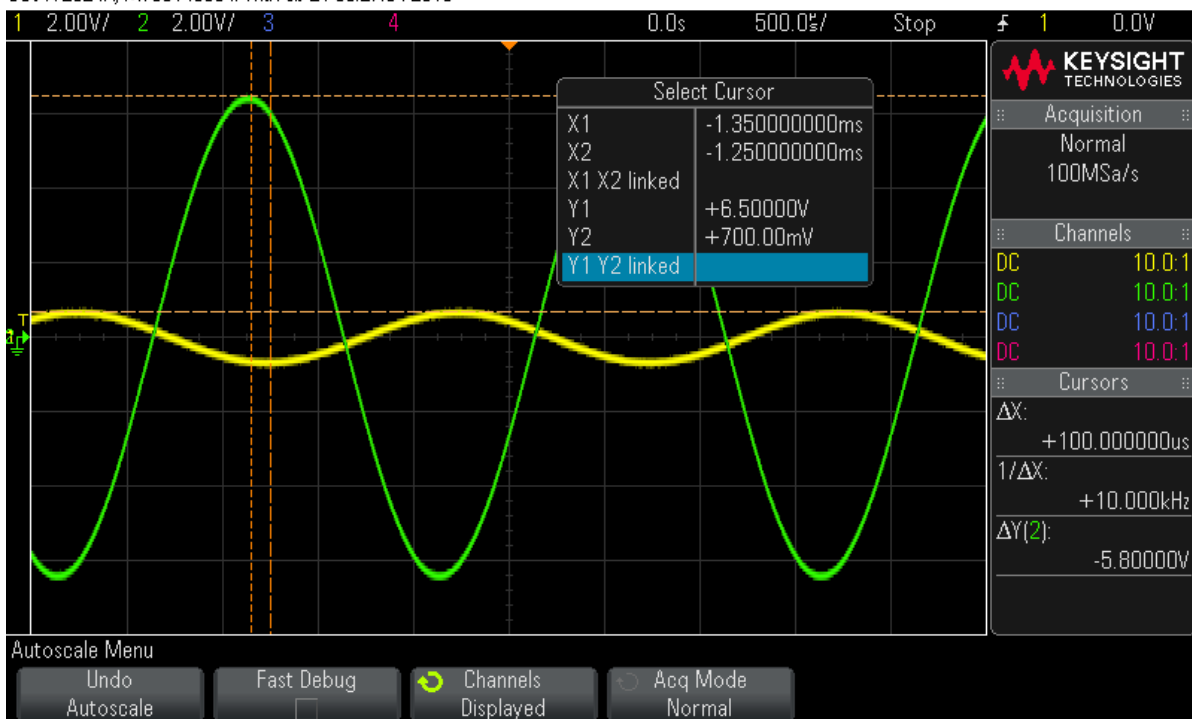 1 2.00V/ 2 2.00V/ 3 4 0.0s 500.0µs/ Stop 1 0.0V
KEYSIGHT
TECHNOLOGIES
Select Cursor
X1 -1.350000000ms
X2 -1.250000000ms
X1 X2 linked
Y1 +6.50000V
Y2 +700.00mV
Y1 Y2 linked
T
Acquisition
Normal
100MSa/s
Channels
DC 10.0:1
DC 10.0:1
DC 10.0:1
DC 10.0:1
Cursors
ΔX:
+100.000000us
1/ΔX:
+10.000kHz
ΔY(2):
-5.80000V
Autoscale Menu
Undo
Autoscale
Fast Debug
Channels
Displayed
Acq Mode
Normal